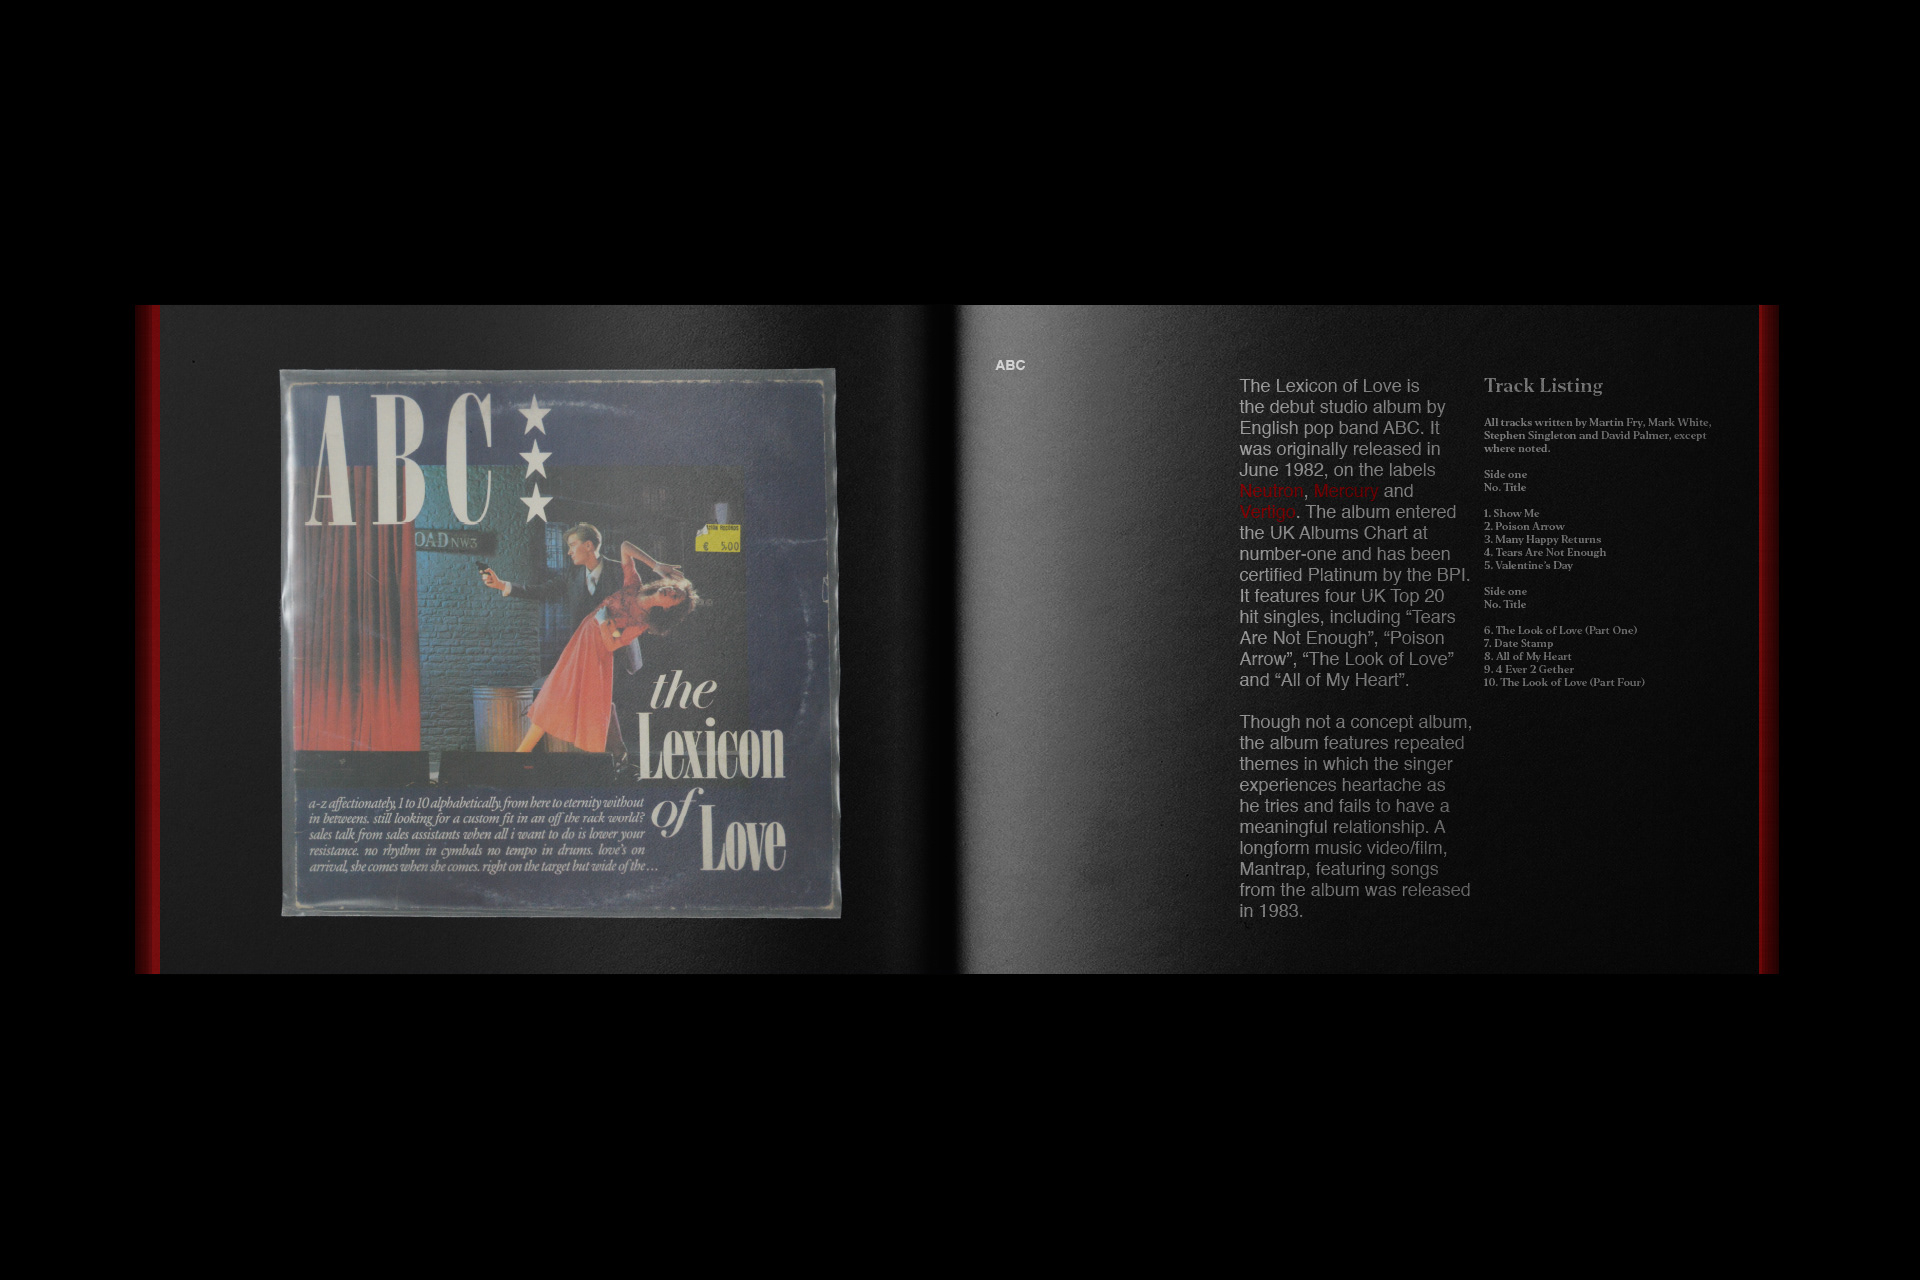 ABC
OAD NW3
€ 5.00
the
Lexicon
of
Love
a-z affectionately, 1 to 10 alphabetically, from here to eternity without
in betweens. still looking for a custom fit in an off the rack world?
sales talk from sales assistants when all i want to do is lower your
resistance. no rhythm in cymbals no tempo in drums. love's on
arrival, she comes when she comes. right on the target but wide of the...
ABC
The Lexicon of Love is
the debut studio album by
English pop band ABC. It
was originally released in
June 1982, on the labels
Neutron, Mercury and
Vertigo. The album entered
the UK Albums Chart at
number-one and has been
certified Platinum by the BPI.
It features four UK Top 20
hit singles, including “Tears
Are Not Enough”, “Poison
Arrow”, “The Look of Love”
and “All of My Heart”.
Though not a concept album,
the album features repeated
themes in which the singer
experiences heartache as
he tries and fails to have a
meaningful relationship. A
longform music video/film,
Mantrap, featuring songs
from the album was released
in 1983.
Track Listing
All tracks written by Martin Fry, Mark White,
Stephen Singleton and David Palmer, except
where noted.
Side one
No. Title
1. Show Me
2. Poison Arrow
3. Many Happy Returns
4. Tears Are Not Enough
5. Valentine's Day
Side one
No. Title
6. The Look of Love (Part One)
7. Date Stamp
8. All of My Heart
9. 4 Ever 2 Gether
10. The Look of Love (Part Four)